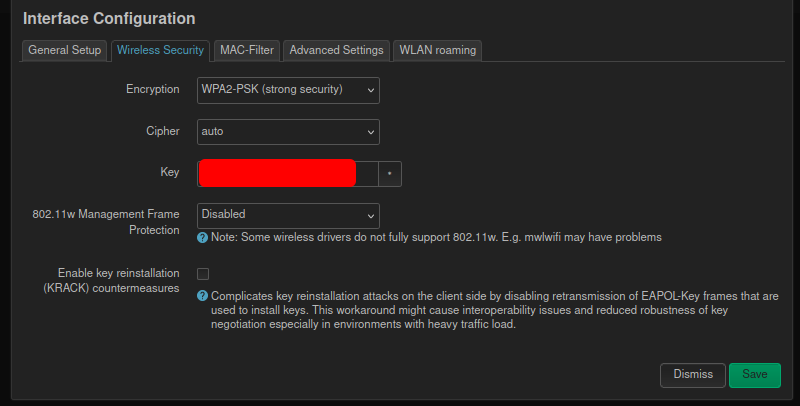 Interface Configuration
General Setup Wireless Security MAC-Filter Advanced Settings WLAN roaming
Encryption WPA2-PSK (strong security)
Cipher auto
Key *
802.11w Management Frame Disabled
Protection
Note: Some wireless drivers do not fully support 802.11w. E.g. mwlwifi may have problems
Enable key reinstallation
(KRACK) countermeasures
Complicates key reinstallation attacks on the client side by disabling retransmission of EAPOL-Key frames that are
used to install keys. This workaround might cause interoperability issues and reduced robustness of key
negotiation especially in environments with heavy traffic load.
Dismiss Save